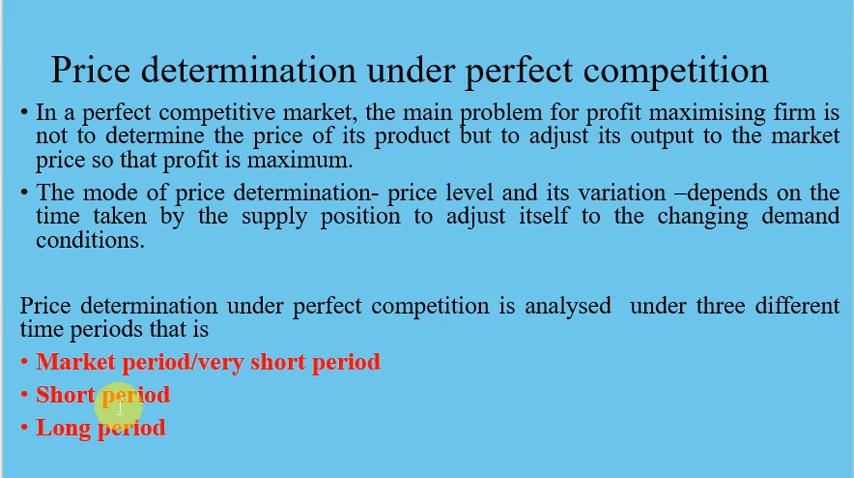 Price determination under perfect competition
• In a perfect competitive market, the main problem for profit maximising firm is
not to determine the price of its product but to adjust its output to the market
price so that profit is maximum.
• The mode of price determination- price level and its variation –depends on the
time taken by the supply position to adjust itself to the changing demand
conditions.
Price determination under perfect competition is analysed under three different
time periods that is
• Market period/very short period
• Short period
• Long period